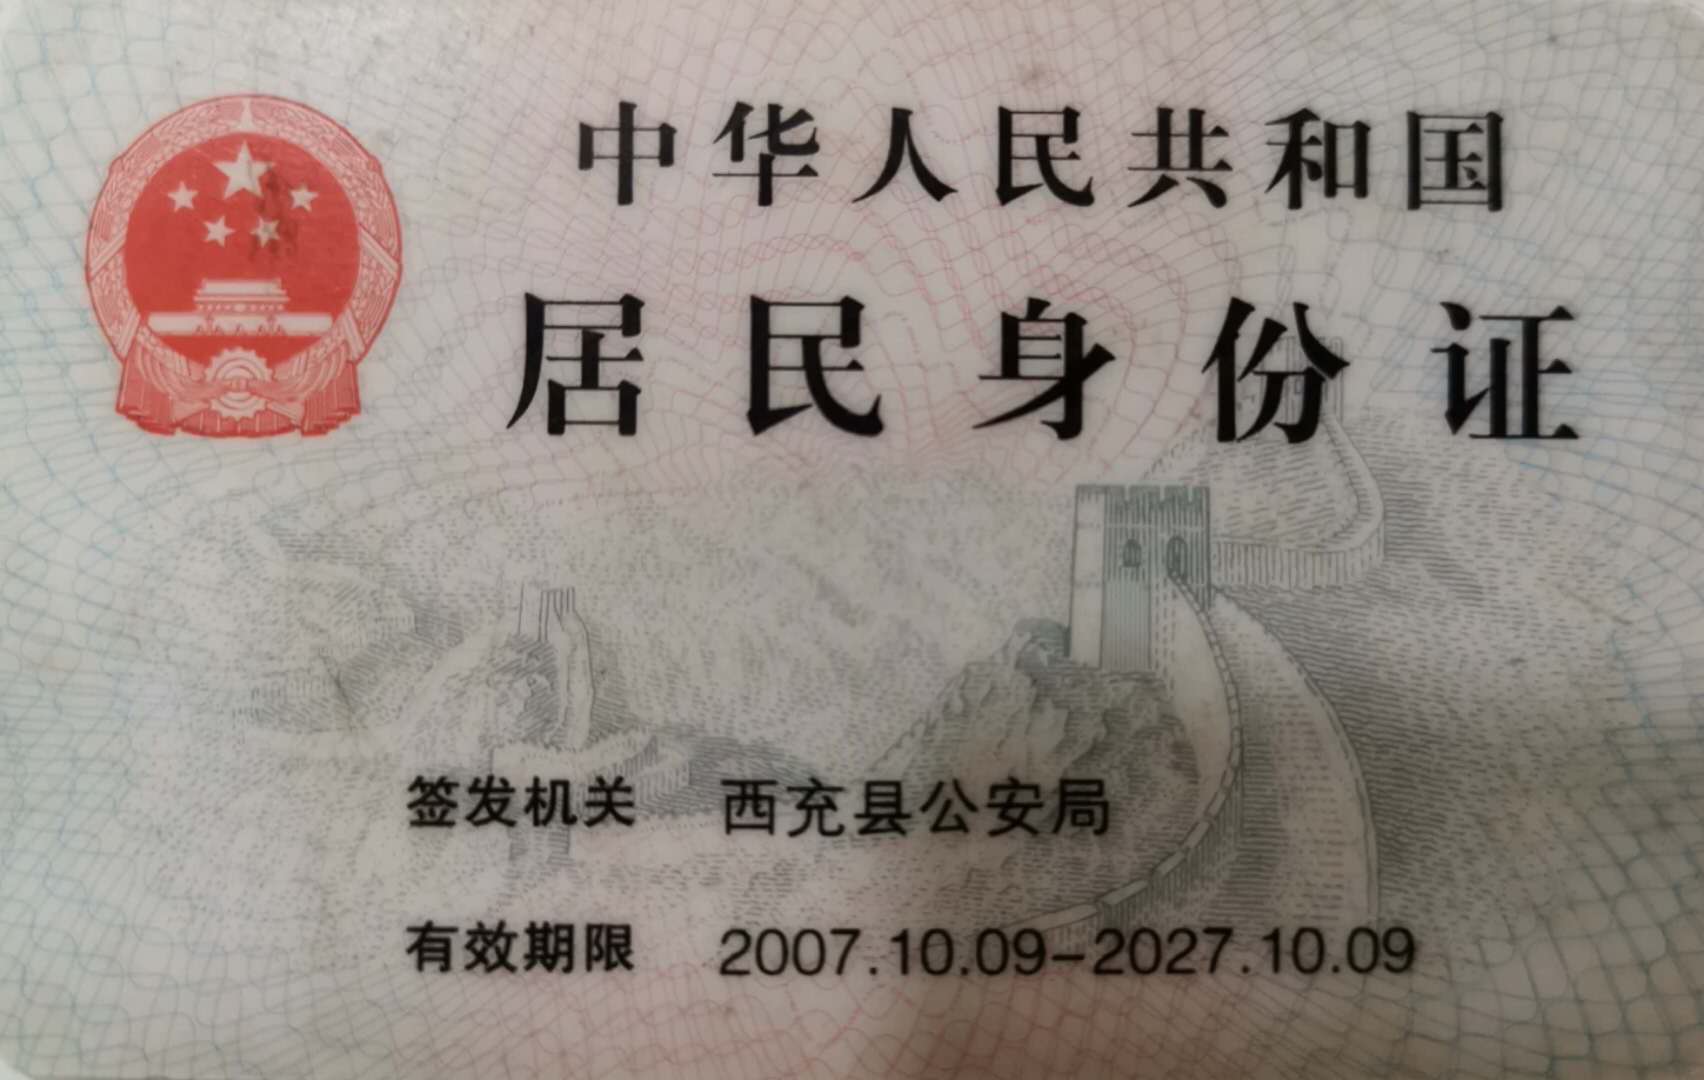 中华人民共和国
居民身份证
签发机关 西充县公安局
有效期限 2007.10.09-2027.10.09